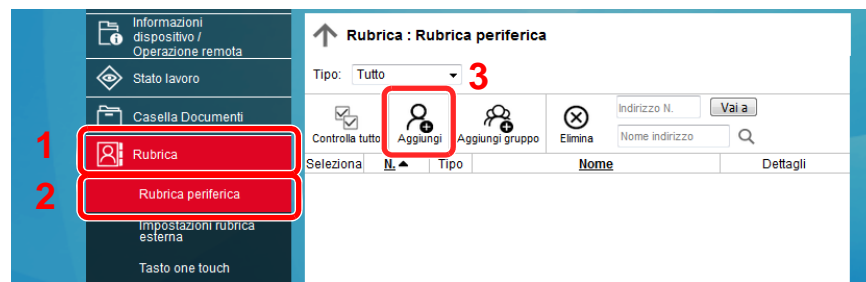 Informazioni
dispositivo /
Operazione remota
Stato lavoro
Casella Documenti
1
Rubrica
2
Rubrica periferica
Impostazioni rubrica
esterna
Tasto one touch
Rubrica : Rubrica periferica
Tipo: Tutto
3
Controlla tutto Aggiungi Aggiungi gruppo Elimina
Indirizzo N. Vai a
Nome indirizzo
Seleziona N. Tipo Nome Dettagli